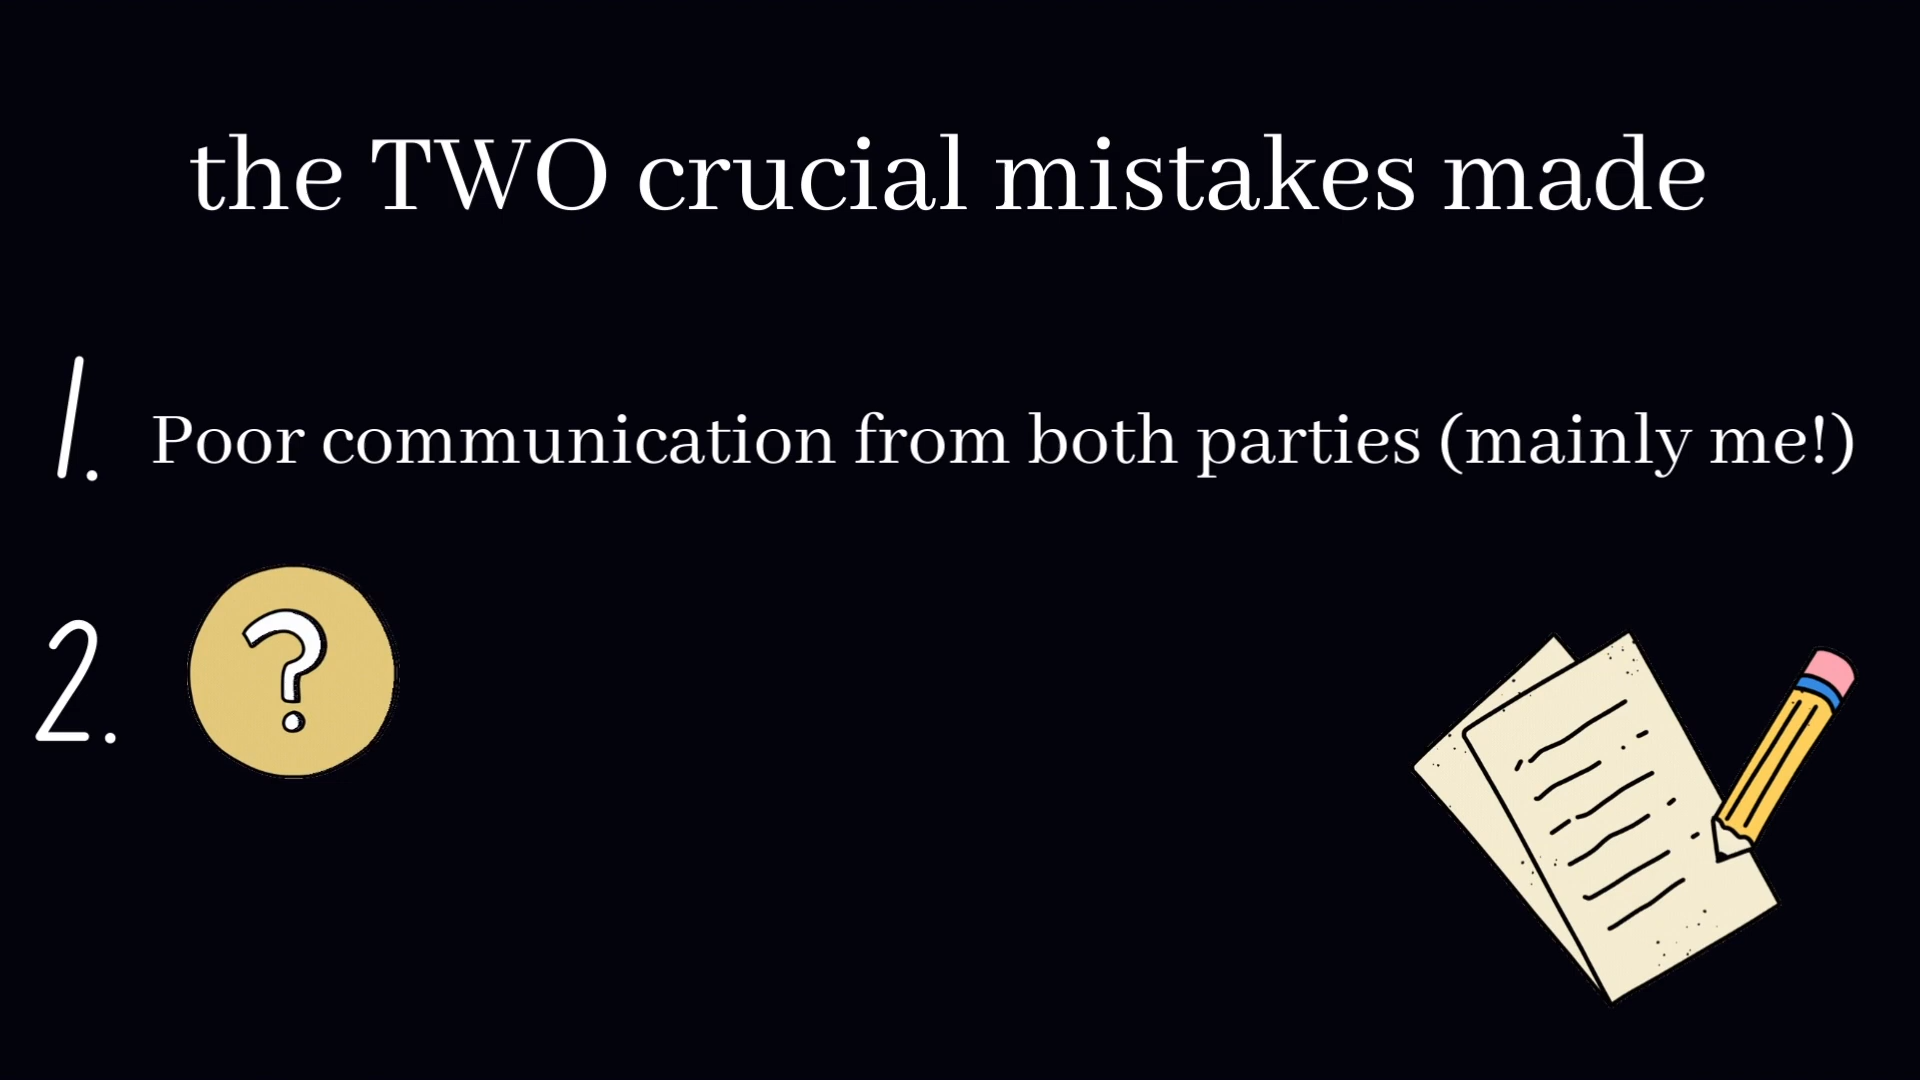 the TWO crucial mistakes made
1. Poor communication from both parties (mainly me!)
2. ?